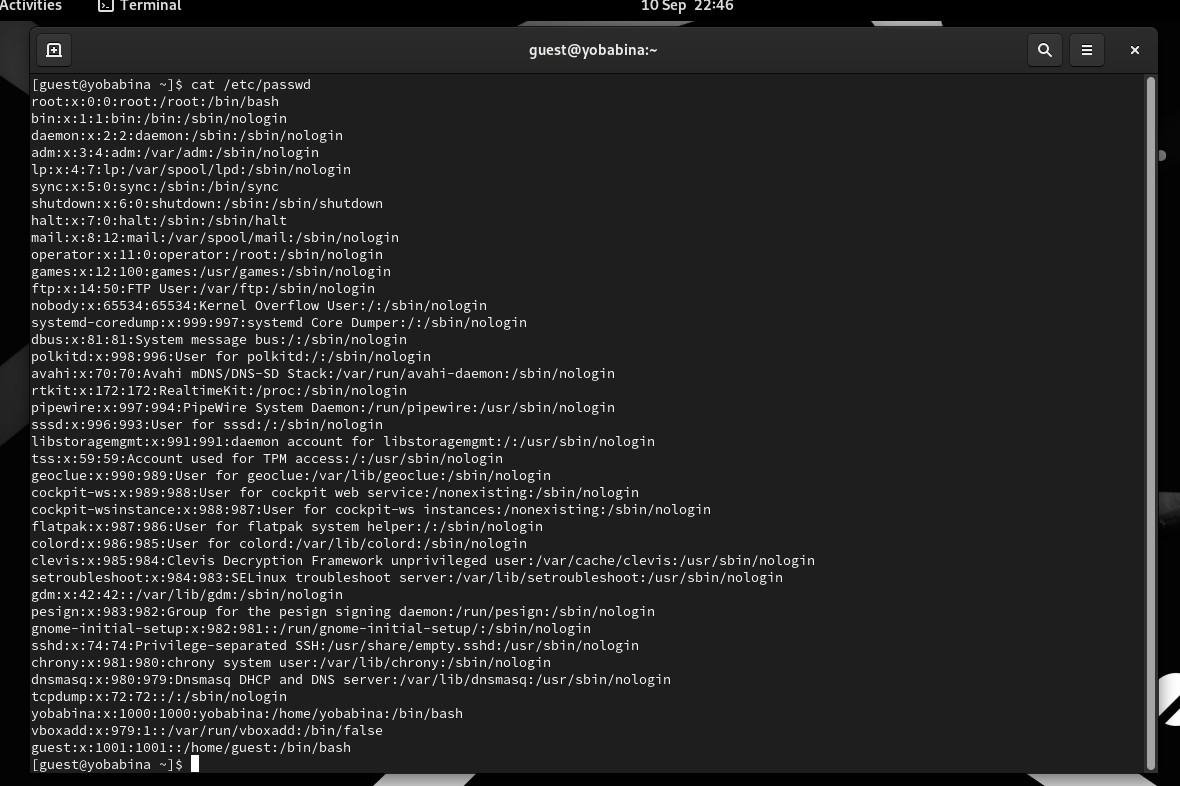 Activities Terminal 10 Sep 22:46
guest@yobabina:~
[guest@yobabina ~]$ cat /etc/passwd
root:x:0:0:root:/root:/bin/bash
bin:x:1:1:bin:/bin:/sbin/nologin
daemon:x:2:2:daemon:/sbin:/sbin/nologin
adm:x:3:4:adm:/var/adm:/sbin/nologin
lp:x:4:7:lp:/var/spool/lpd:/sbin/nologin
sync:x:5:0:sync:/sbin:/bin/sync
shutdown:x:6:0:shutdown:/sbin:/sbin/shutdown
halt:x:7:0:halt:/sbin:/sbin/halt
mail:x:8:12:mail:/var/spool/mail:/sbin/nologin
operator:x:11:0:operator:/root:/sbin/nologin
games:x:12:100:games:/usr/games:/sbin/nologin
ftp:x:14:50:FTP User:/var/ftp:/sbin/nologin
nobody:x:65534:65534:Kernel Overflow User:/:/sbin/nologin
systemd-coredump:x:999:997:systemd Core Dumper:/:/sbin/nologin
dbus:x:81:81:System message bus:/:/sbin/nologin
polkitd:x:998:996:User for polkitd:/:/sbin/nologin
avahi:x:70:70:Avahi mDNS/DNS-SD Stack:/var/run/avahi-daemon:/sbin/nologin
rtkit:x:172:172:RealtimeKit:/proc:/sbin/nologin
pipewire:x:997:994:PipeWire System Daemon:/run/pipewire:/usr/sbin/nologin
sssd:x:996:993:User for sssd:/:/sbin/nologin
libstoragemgmt:x:991:991:daemon account for libstoragemgmt:/:/usr/sbin/nologin
tss:x:59:59:Account used for TPM access:/:/usr/sbin/nologin
geoclue:x:990:989:User for geoclue:/var/lib/geoclue:/sbin/nologin
cockpit-ws:x:989:988:User for cockpit web service:/nonexisting:/sbin/nologin
cockpit-wsinstance:x:988:987:User for cockpit-ws instances:/nonexisting:/sbin/nologin
flatpak:x:987:986:User for flatpak system helper:/:/sbin/nologin
colord:x:986:985:User for colord:/var/lib/colord:/sbin/nologin
clevis:x:985:984:Clevis Decryption Framework unprivileged user:/var/cache/clevis:/usr/sbin/nologin
setroubleshoot:x:984:983:SELinux troubleshoot server:/var/lib/setroubleshoot:/usr/sbin/nologin
gdm:x:42:42::/var/lib/gdm:/sbin/nologin
pesign:x:983:982:Group for the pesign signing daemon:/run/pesign:/sbin/nologin
gnome-initial-setup:x:982:981::/run/gnome-initial-setup/:/sbin/nologin
sshd:x:74:74:Privilege-separated SSH:/usr/share/empty.sshd:/usr/sbin/nologin
chrony:x:981:980:chrony system user:/var/lib/chrony:/sbin/nologin
dnsmasq:x:980:979:Dnsmasq DHCP and DNS server:/var/lib/dnsmasq:/usr/sbin/nologin
tcpdump:x:72:72::/:/sbin/nologin
yobabina:x:1000:1000:yobabina:/home/yobabina:/bin/bash
vboxadd:x:979:1::/var/run/vboxadd:/bin/false
guest:x:1001:1001::/home/guest:/bin/bash
[guest@yobabina ~]$